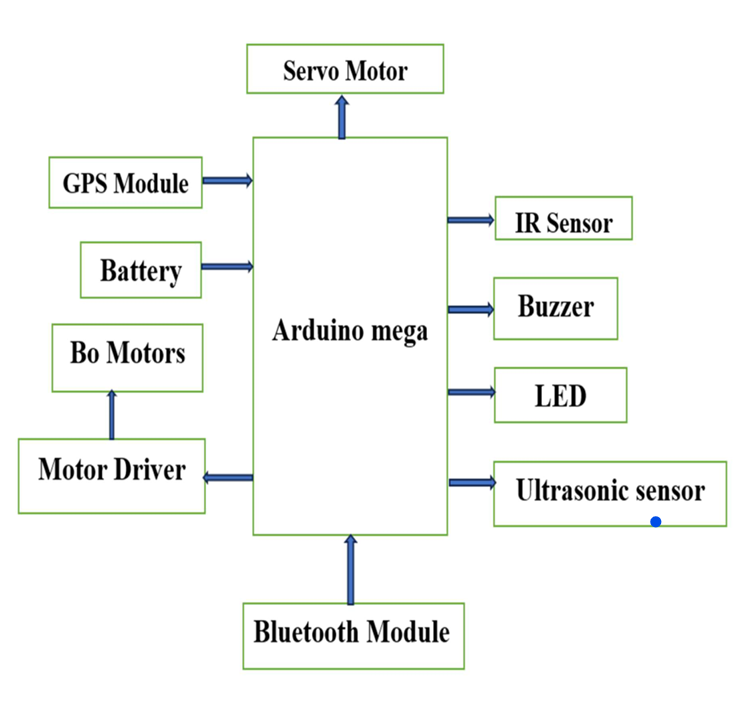 Servo Motor
GPS Module
IR Sensor
Battery
Buzzer
Arduino mega
Bo Motors
LED
Motor Driver
Ultrasonic sensor
Bluetooth Module